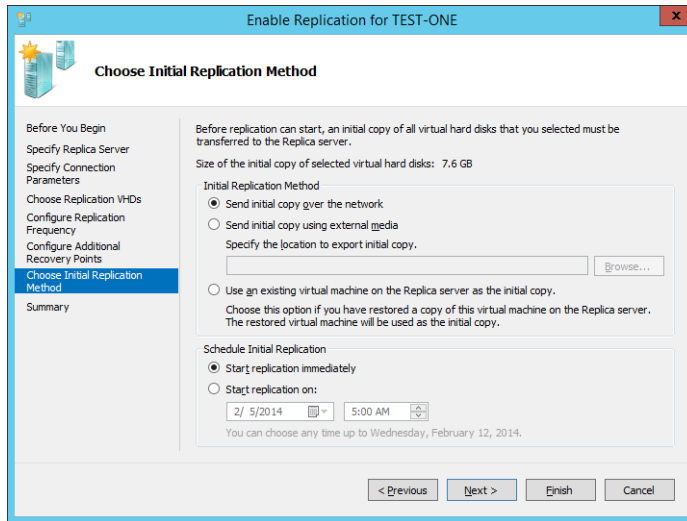 Enable Replication for TEST-ONE
x
Choose Initial Replication Method
Before You Begin
Specify Replica Server
Specify Connection
Parameters
Choose Replication VHDs
Configure Replication
Frequency
Configure Additional
Recovery Points
Choose Initial Replication
Method
Summary
Before replication can start, an initial copy of all virtual hard disks that you selected must be
transferred to the Replica server.
Size of the initial copy of selected virtual hard disks: 7.6 GB
Initial Replication Method
Send initial copy over the network
Send initial copy using external media
Specify the location to export initial copy.
Browse...
Use an existing virtual machine on the Replica server as the initial copy.
Choose this option if you have restored a copy of this virtual machine on the Replica server.
The restored virtual machine will be used as the initial copy.
Schedule Initial Replication
Start replication immediately
Start replication on:
2/ 5/2014 5:00 AM
You can choose any time up to Wednesday, February 12, 2014.
< Previous Next > Finish Cancel